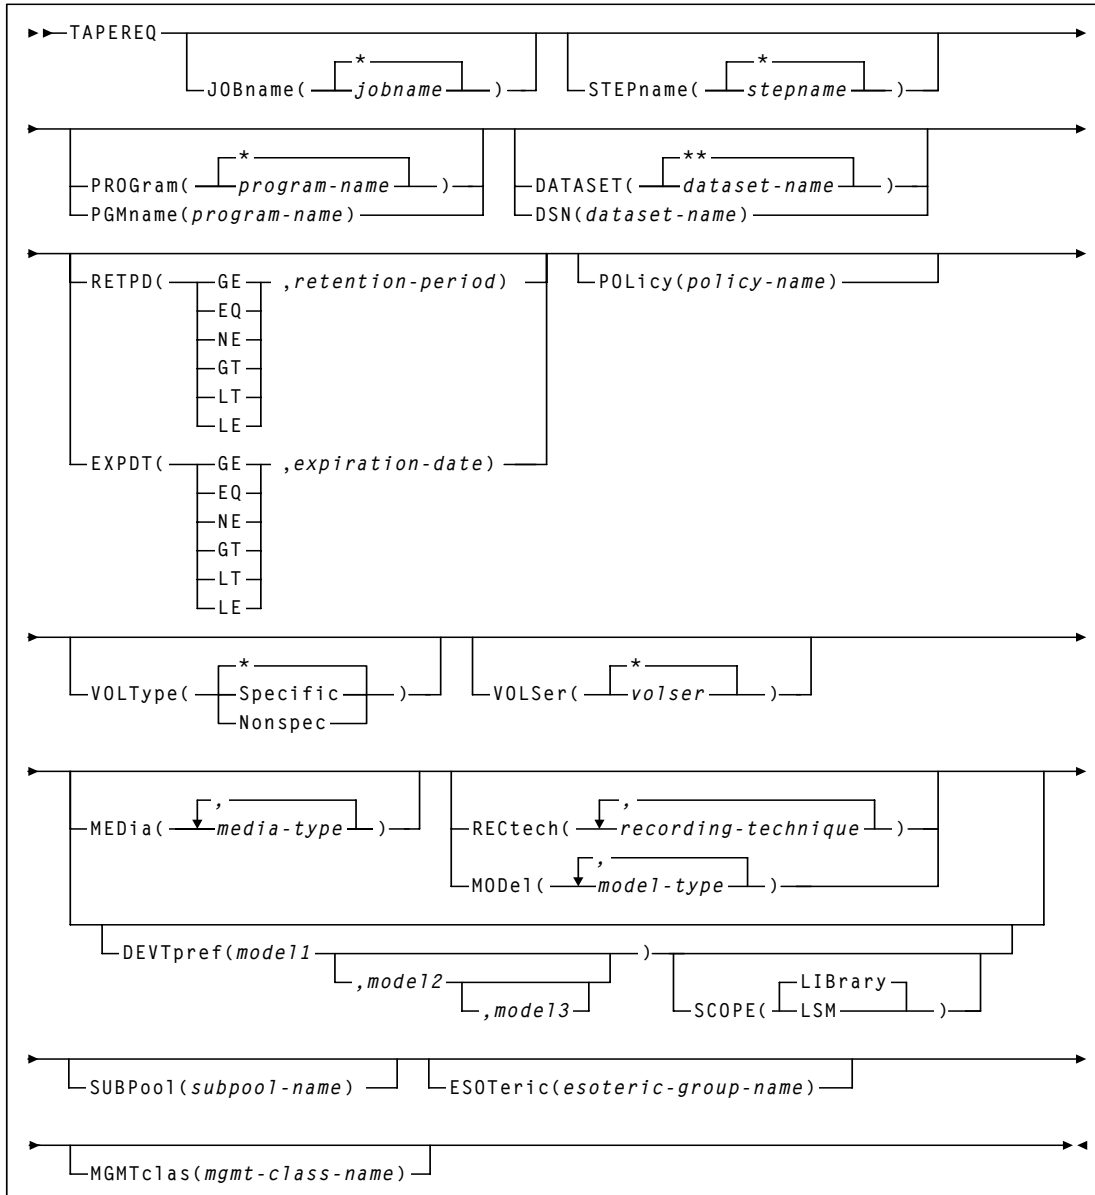 TAPEREQ
*
*
JOBname( jobname )
STEPname( stepname )
*
**
PROGram( program-name )
DATASET( dataset-name )
PGMname(program-name)
DSN(dataset-name)
RETPD( GE ,retention-period)
POLicy(policy-name)
EQ
NE
GT
LT
LE
EXPDT( GE ,expiration-date)
EQ
NE
GT
LT
LE
*
*
VOLType( Specific )
VOLSer( volser )
Nonspec
,
,
MEDia( media-type )
RECtech( recording-technique )
,
MODel( model-type )
DEVTpref(model1 )
,model2
LIBrary
,model3
SCOPE( LSM )
SUBPool(subpool-name)
ESOTeric(esoteric-group-name)
MGMTclas(mgmt-class-name)